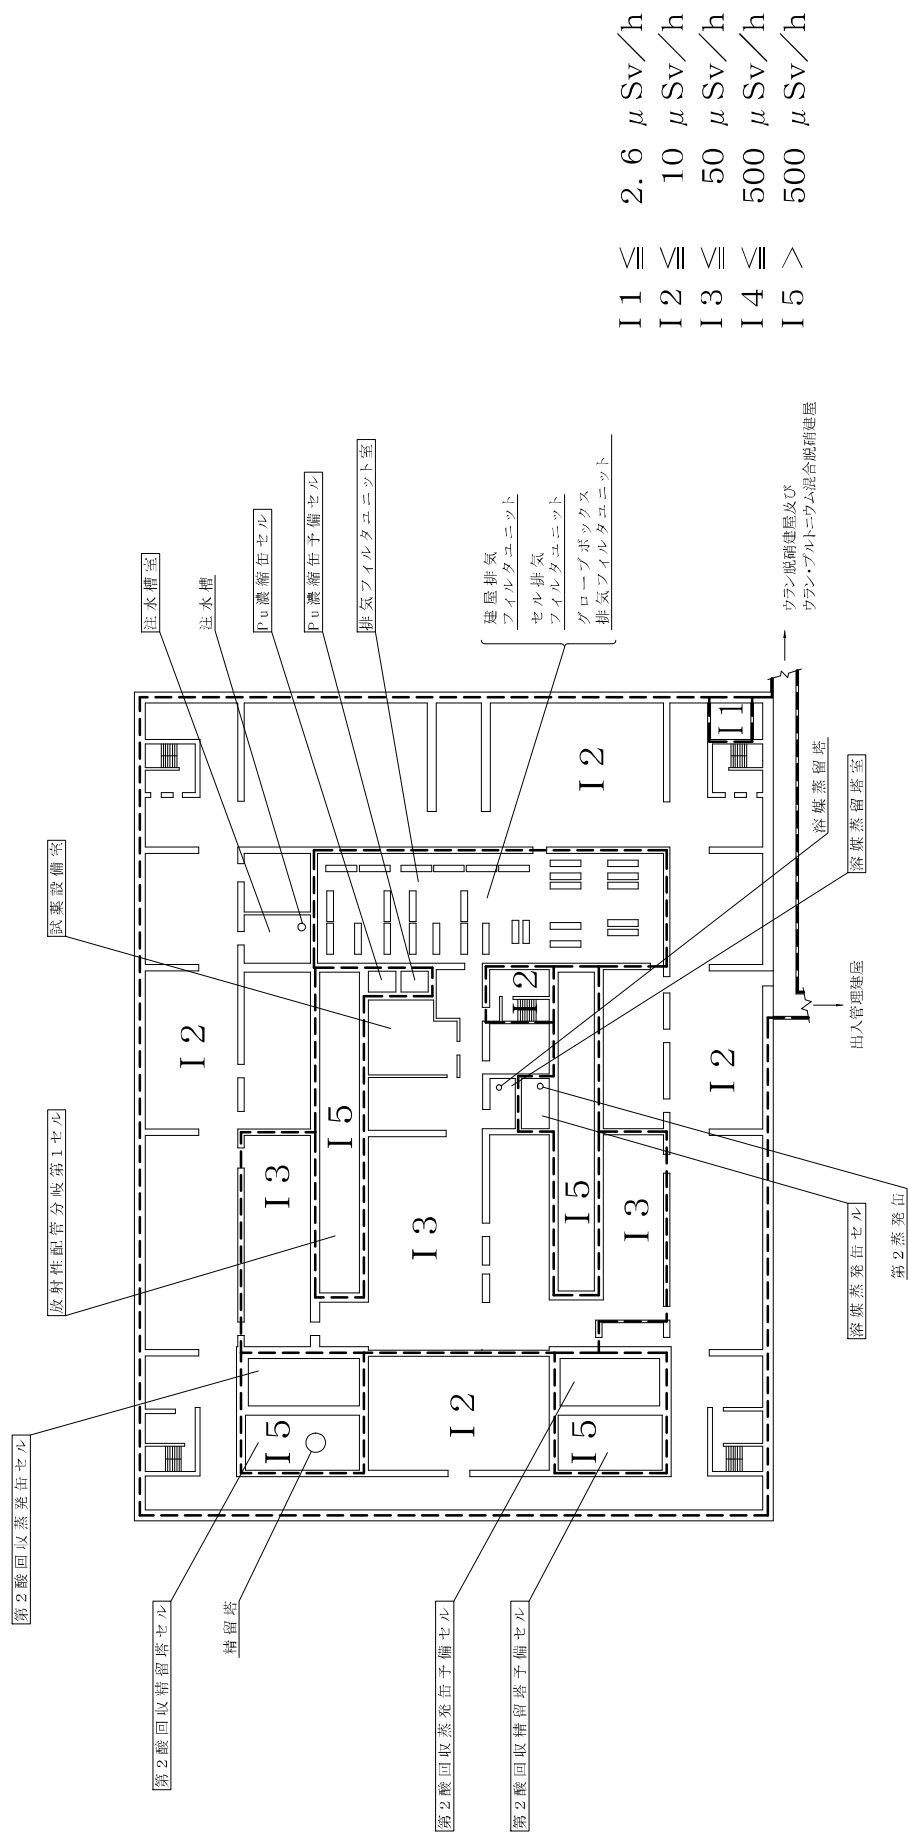 第2酸回収蒸発缶セル
放射性配管分岐第1セル
試薬設備室
注水槽室
注水槽
Pu濃縮缶セル
Pu濃縮缶予備セル
排気フィルタユニット室
建屋排気
フィルタユニット
セル排気
フィルタユニット
グローブボックス
排気フィルタユニット
第2酸回収精留塔セル
精留塔
第2酸回収蒸発缶予備セル
第2酸回収精留塔予備セル
I2
I3
I5
I5
I2
I3
I2
I2
I5
I5
I3
I2
I1
ウラン脱硝建屋及び
ウラン・プルトニウム混合脱硝建屋
出入管理建屋
溶媒蒸留塔
溶媒蒸留塔室
溶媒蒸発缶セル
第2蒸発缶
I1 ≦ 2.6 μSv/h
I2 ≦ 10 μSv/h
I3 ≦ 50 μSv/h
I4 ≦ 500 μSv/h
I5 > 500 μSv/h